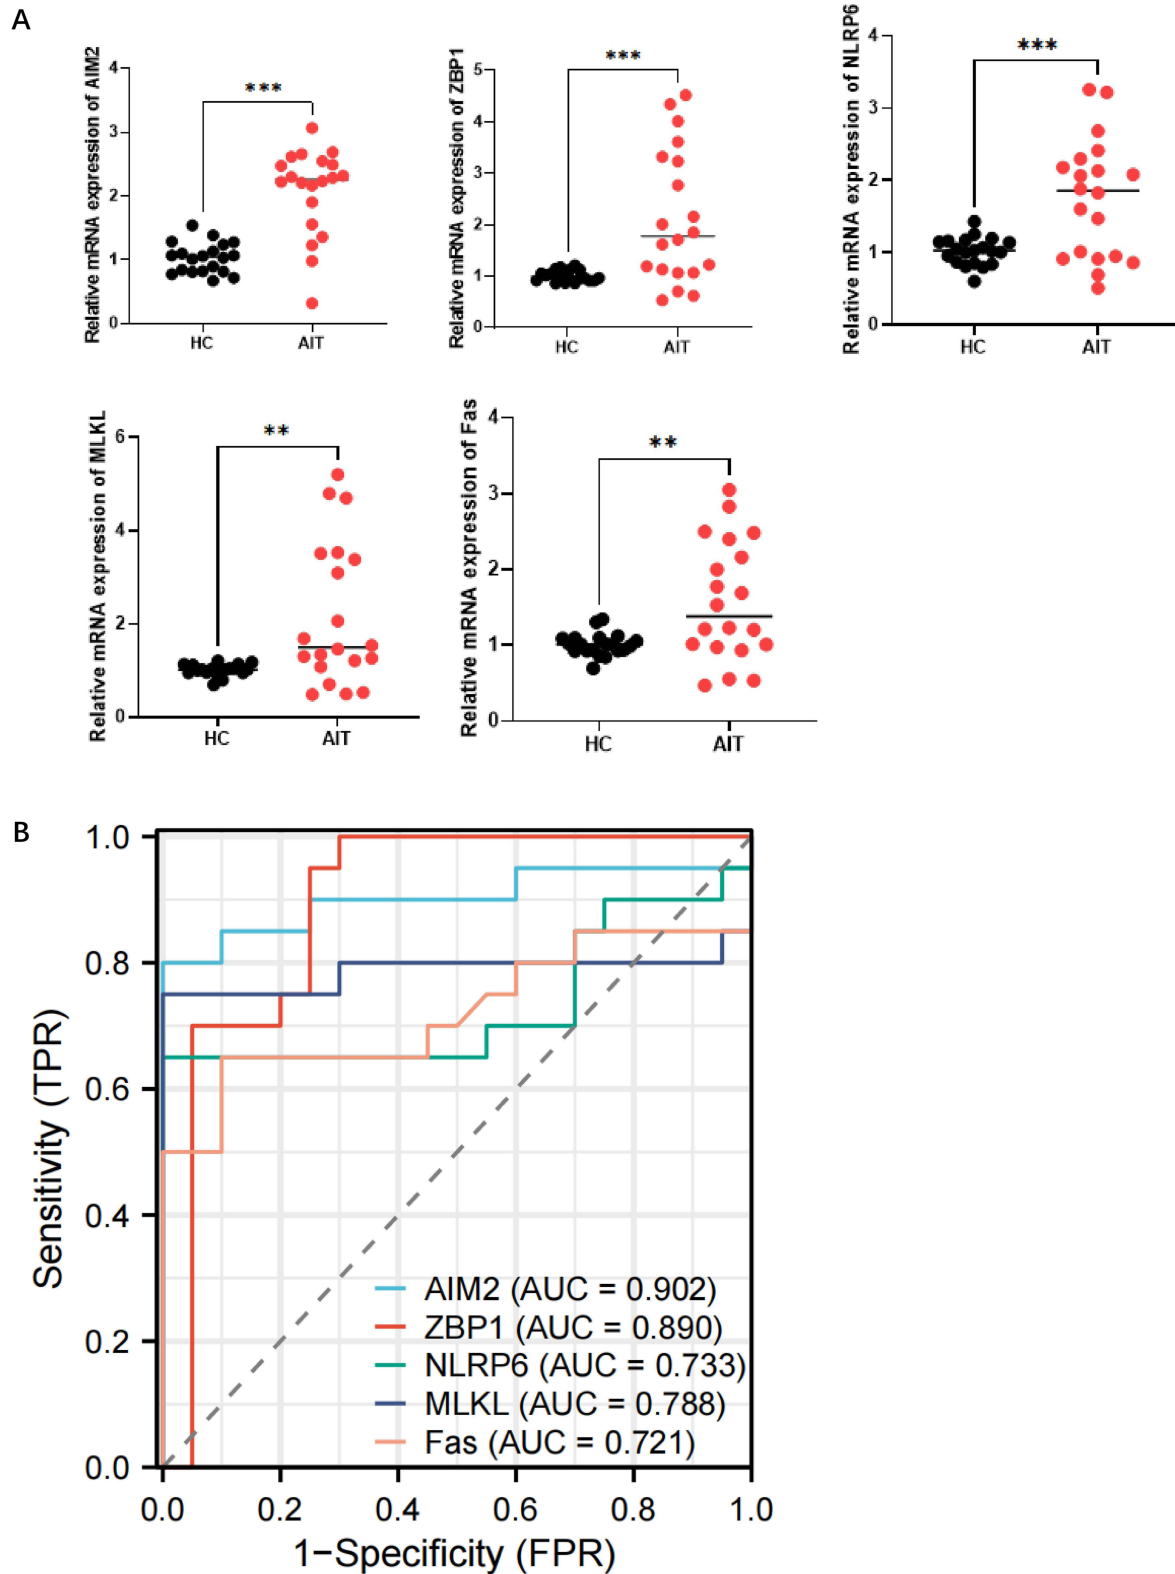 A
Relative mRNA expression of AIM2
4
3
2
1
0
***
HC
AIT
Relative mRNA expression of ZBP1
5
4
3
2
1
0
***
HC
AIT
Relative mRNA expression of NLRP6
4
3
2
1
0
***
HC
AIT
Relative mRNA expression of MLKL
6
4
2
0
**
HC
AIT
Relative mRNA expression of Fas
4
3
2
1
0
**
HC
AIT
B
Sensitivity (TPR)
1.0
0.8
0.6
0.4
0.2
0.0
AIM2 (AUC = 0.902)
ZBP1 (AUC = 0.890)
NLRP6 (AUC = 0.733)
MLKL (AUC = 0.788)
Fas (AUC = 0.721)
0.0 0.2 0.4 0.6 0.8 1.0
1−Specificity (FPR)